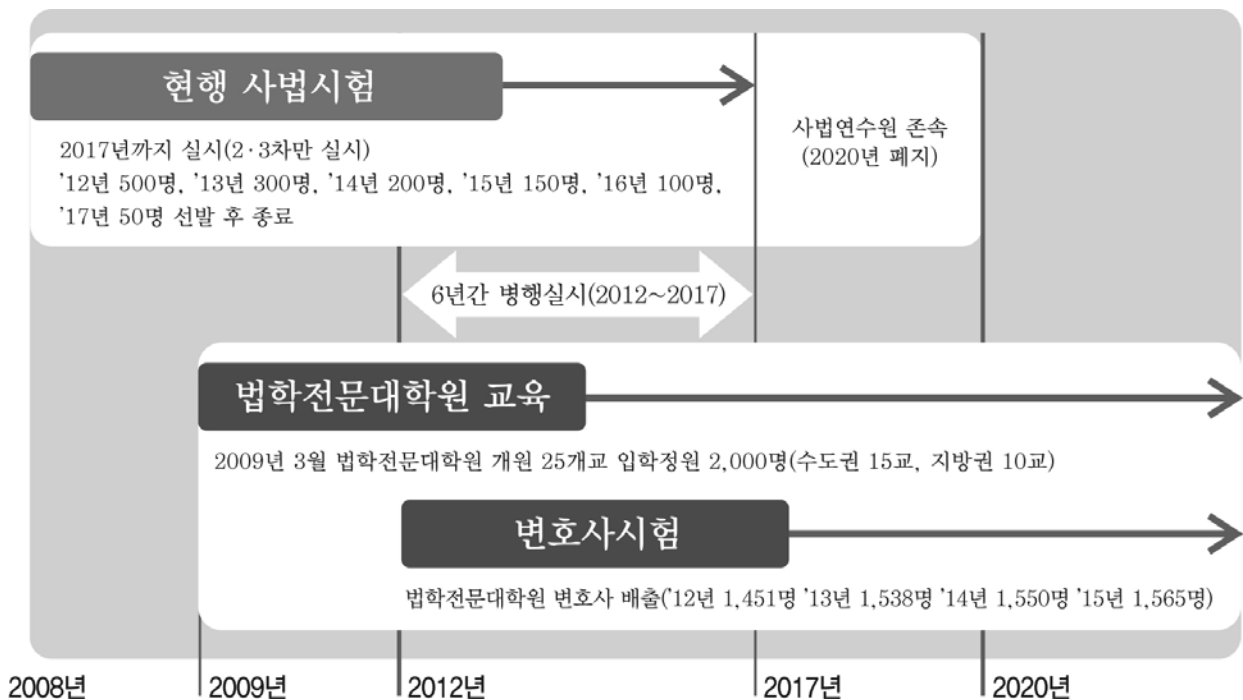 현행 사법시험
2017년까지 실시(2·3차만 실시)
’12년 500명, ’13년 300명, ’14년 200명, ’15년 150명, ’16년 100명,
’17년 50명 선발 후 종료
사법연수원 존속
(2020년 폐지)
6년간 병행실시(2012~2017)
법학전문대학원 교육
2009년 3월 법학전문대학원 개원 25개교 입학정원 2,000명(수도권 15교, 지방권 10교)
변호사시험
법학전문대학원 변호사 배출(’12년 1,451명 ’13년 1,538명 ’14년 1,550명 ’15년 1,565명)
2008년 2009년 2012년 2017년 2020년